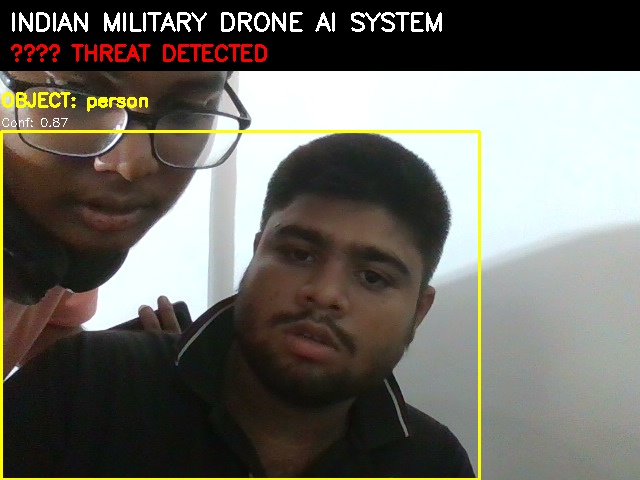 INDIAN MILITARY DRONE AI SYSTEM
???? THREAT DETECTED
OBJECT: person
Conf: 0.87